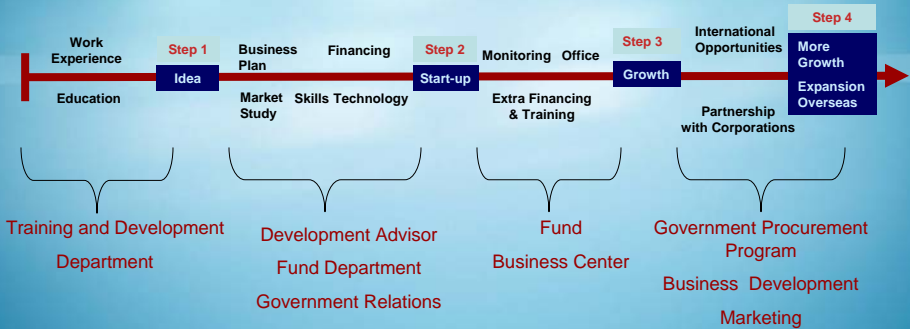 Work
Experience
Education
Step 1
Idea
Business
Plan
Financing
Market
Study
Skills Technology
Step 2
Start-up
Monitoring Office
Extra Financing
& Training
Step 3
Growth
International
Opportunities
Partnership
with Corporations
Step 4
More
Growth
Expansion
Overseas
Training and Development
Department
Development Advisor
Fund Department
Government Relations
Fund
Business Center
Government Procurement
Program
Business Development
Marketing